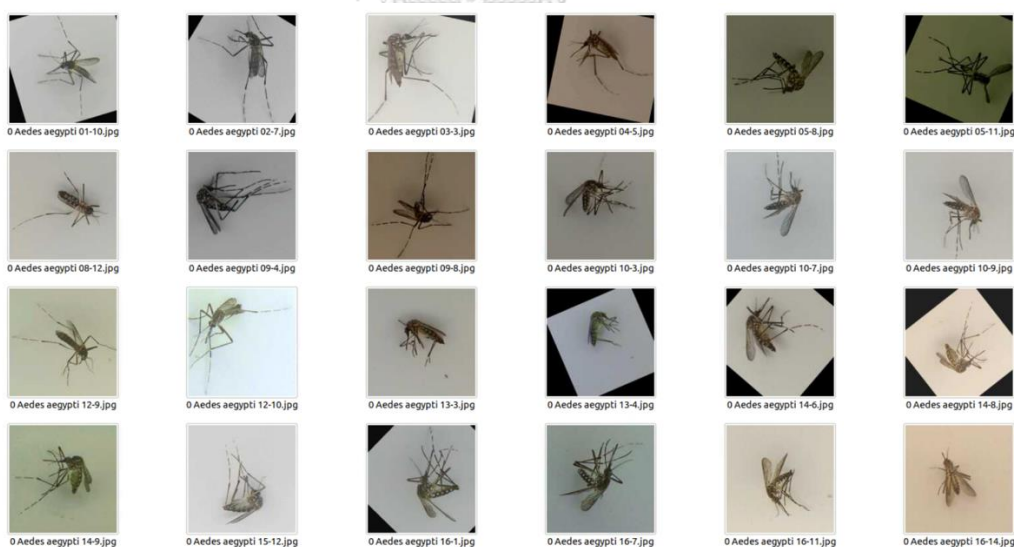 0 Aedes aegypti 01-10.jpg
0 Aedes aegypti 02-7.jpg
0 Aedes aegypti 03-3.jpg
0 Aedes aegypti 04-5.jpg
0 Aedes aegypti 05-8.jpg
0 Aedes aegypti 05-11.jpg
0 Aedes aegypti 08-12.jpg
0 Aedes aegypti 09-4.jpg
0 Aedes aegypti 09-8.jpg
0 Aedes aegypti 10-3.jpg
0 Aedes aegypti 10-7.jpg
0 Aedes aegypti 10-9.jpg
0 Aedes aegypti 12-9.jpg
0 Aedes aegypti 12-10.jpg
0 Aedes aegypti 13-3.jpg
0 Aedes aegypti 13-4.jpg
0 Aedes aegypti 14-6.jpg
0 Aedes aegypti 14-8.jpg
0 Aedes aegypti 14-9.jpg
0 Aedes aegypti 15-12.jpg
0 Aedes aegypti 16-1.jpg
0 Aedes aegypti 16-7.jpg
0 Aedes aegypti 16-11.jpg
0 Aedes aegypti 16-14.jpg